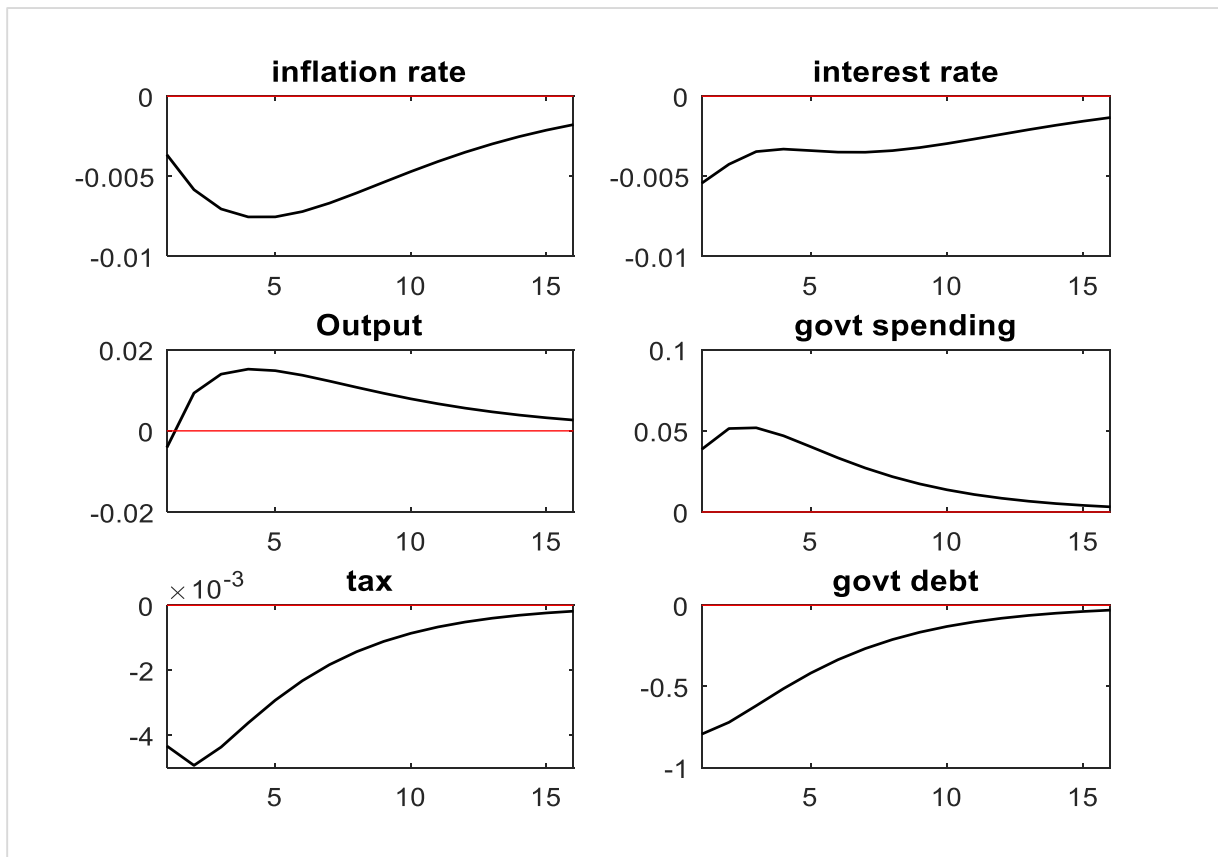 inflation rate
0
-0.005
-0.01
5 10 15
interest rate
0
-0.005
-0.01
5 10 15
Output
0.02
0
-0.02
5 10 15
govt spending
0.1
0.05
0
5 10 15
tax
×10-3
0
-2
-4
5 10 15
govt debt
0
-0.5
-1
5 10 15